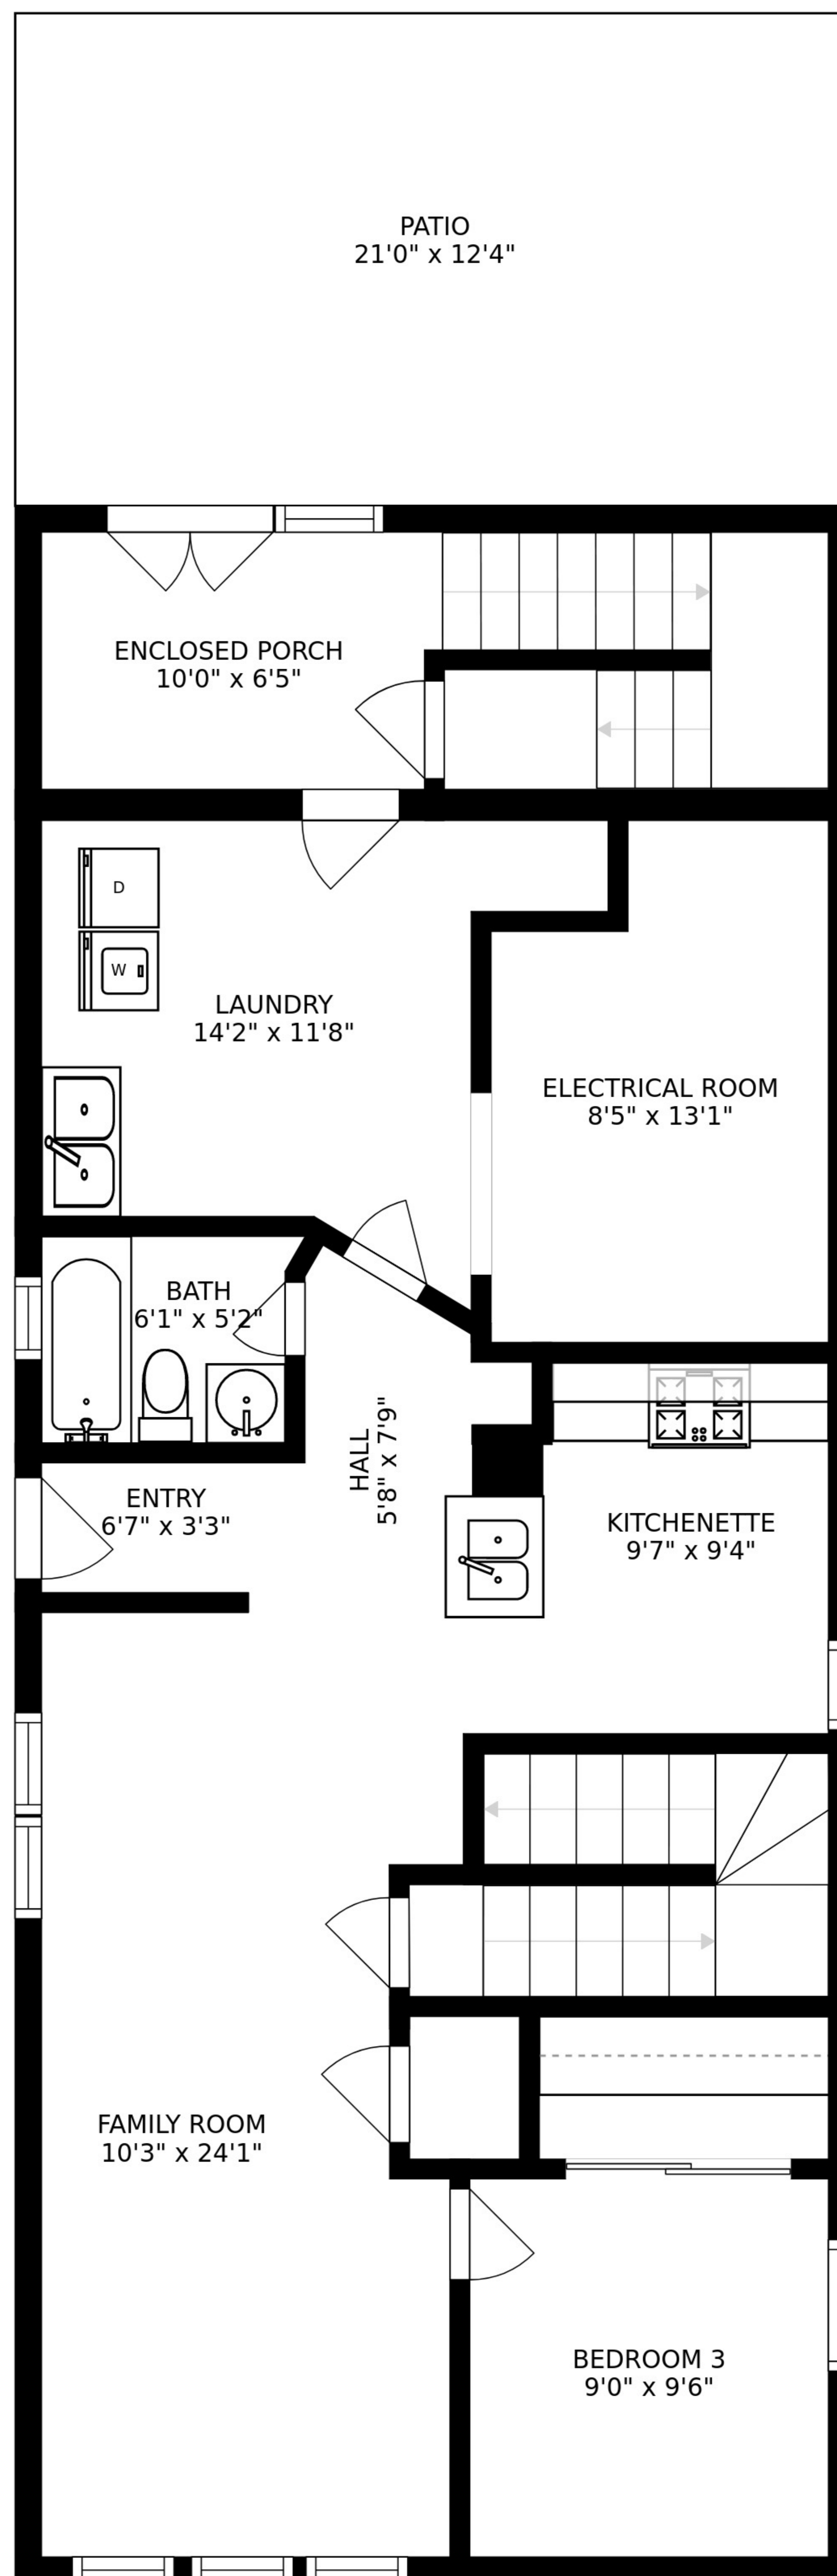 PATIO
21'0" x 12'4"
ENCLOSED PORCH
10'0" x 6'5"
D
W
LAUNDRY
14'2" x 11'8"
ELECTRICAL ROOM
8'5" x 13'1"
BATH
6'1" x 5'2"
HALL
5'8" x 7'9"
ENTRY
6'7" x 3'3"
KITCHENETTE
9'7" x 9'4"
FAMILY ROOM
10'3" x 24'1"
BEDROOM 3
9'0" x 9'6"